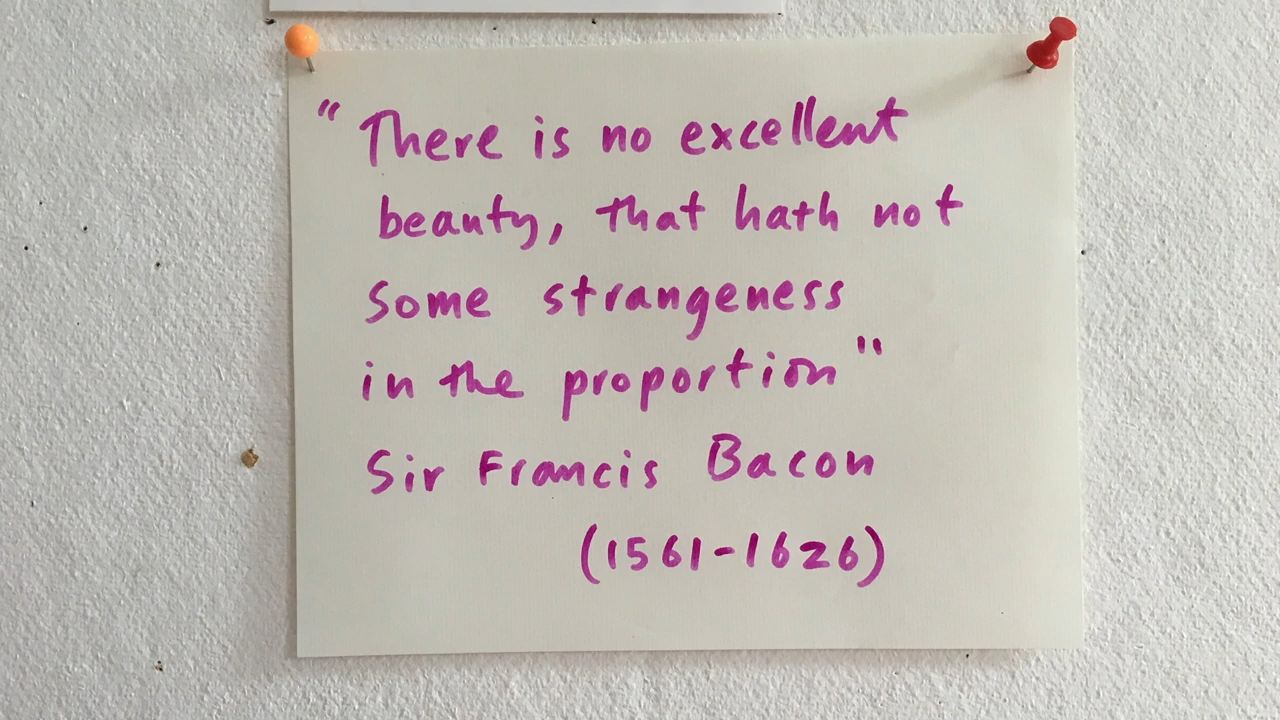 "There is no excellent
beauty, that hath not
Some strangeness
in the proportion"
Sir Francis Bacon
(1561-1626)